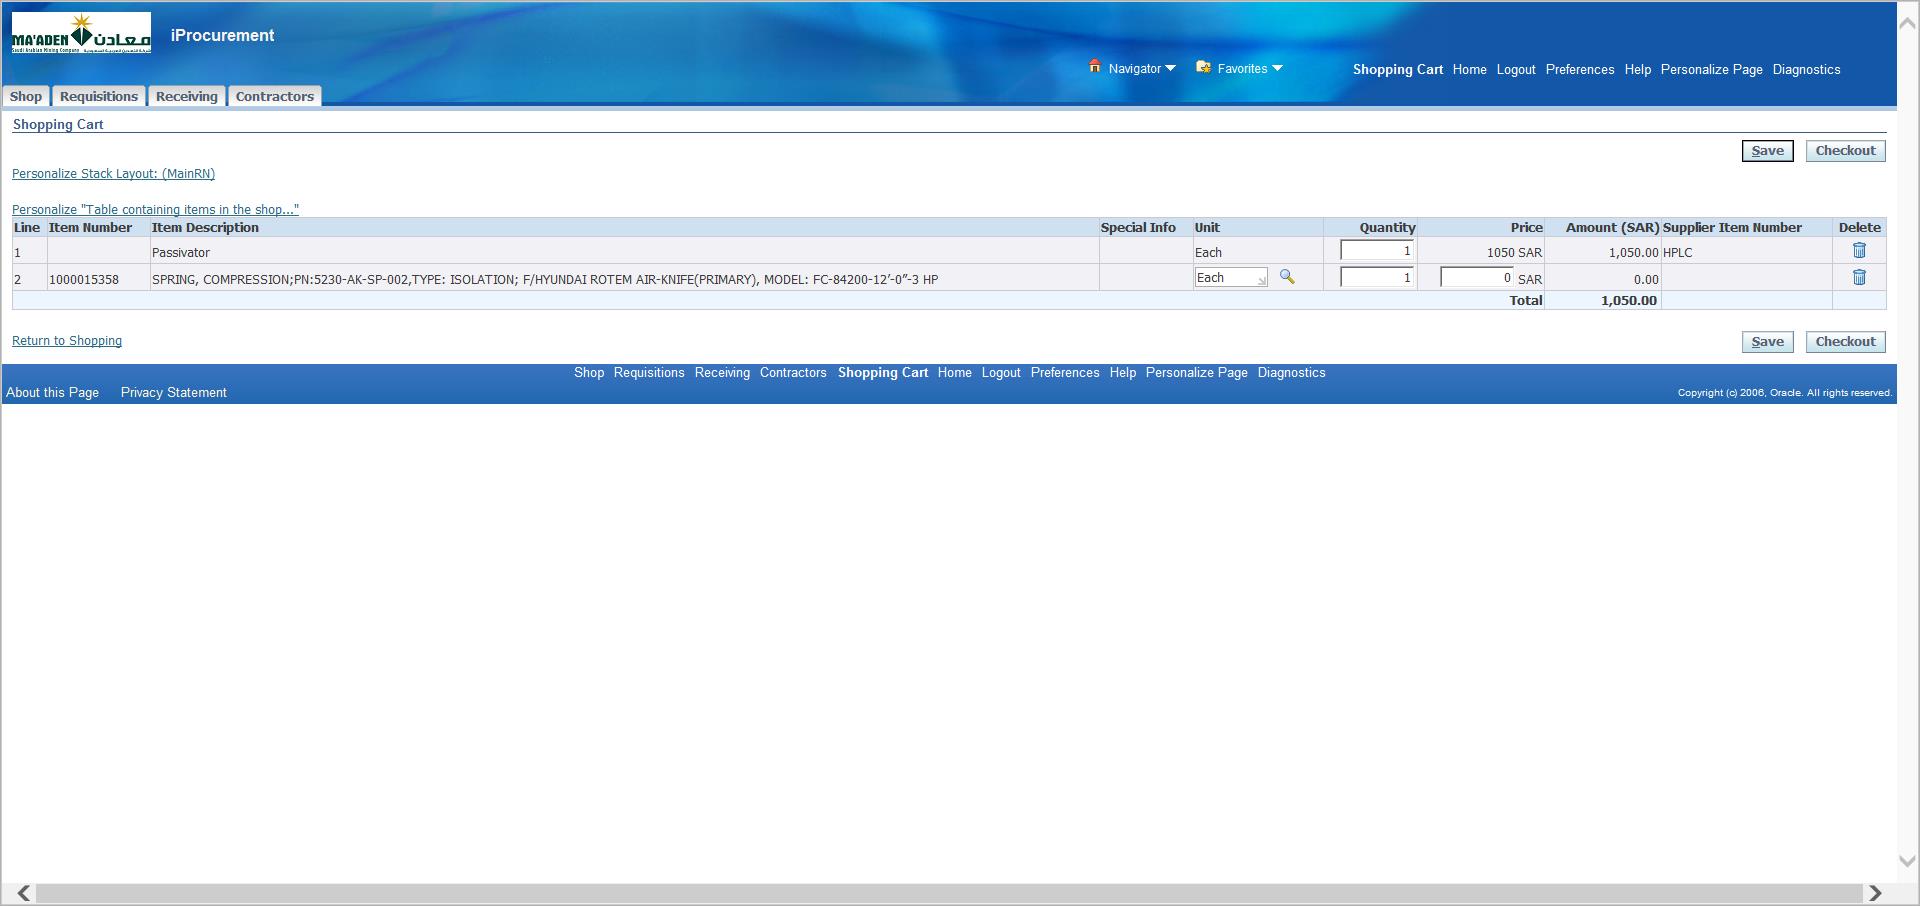 MA'ADEN معادن
Saudi Arabian Mining Company
iProcurement
Navigator Favorites Shopping Cart Home Logout Preferences Help Personalize Page Diagnostics
Shop Requisitions Receiving Contractors
Shopping Cart
Save Checkout
Personalize Stack Layout: (MainRN)
Personalize "Table containing items in the shop..."
Line Item Number Item Description Special Info Unit Quantity Price Amount (SAR) Supplier Item Number Delete
1 Passivator Each 1 1050 SAR 1,050.00 HPLC
2 1000015358 SPRING, COMPRESSION;PN:5230-AK-SP-002,TYPE: ISOLATION; F/HYUNDAI ROTEM AIR-KNIFE(PRIMARY), MODEL: FC-84200-12’-0”-3 HP Each 1 0 SAR 0.00
Total 1,050.00
Return to Shopping Save Checkout
Shop Requisitions Receiving Contractors Shopping Cart Home Logout Preferences Help Personalize Page Diagnostics
About this Page Privacy Statement Copyright (c) 2006, Oracle. All rights reserved.